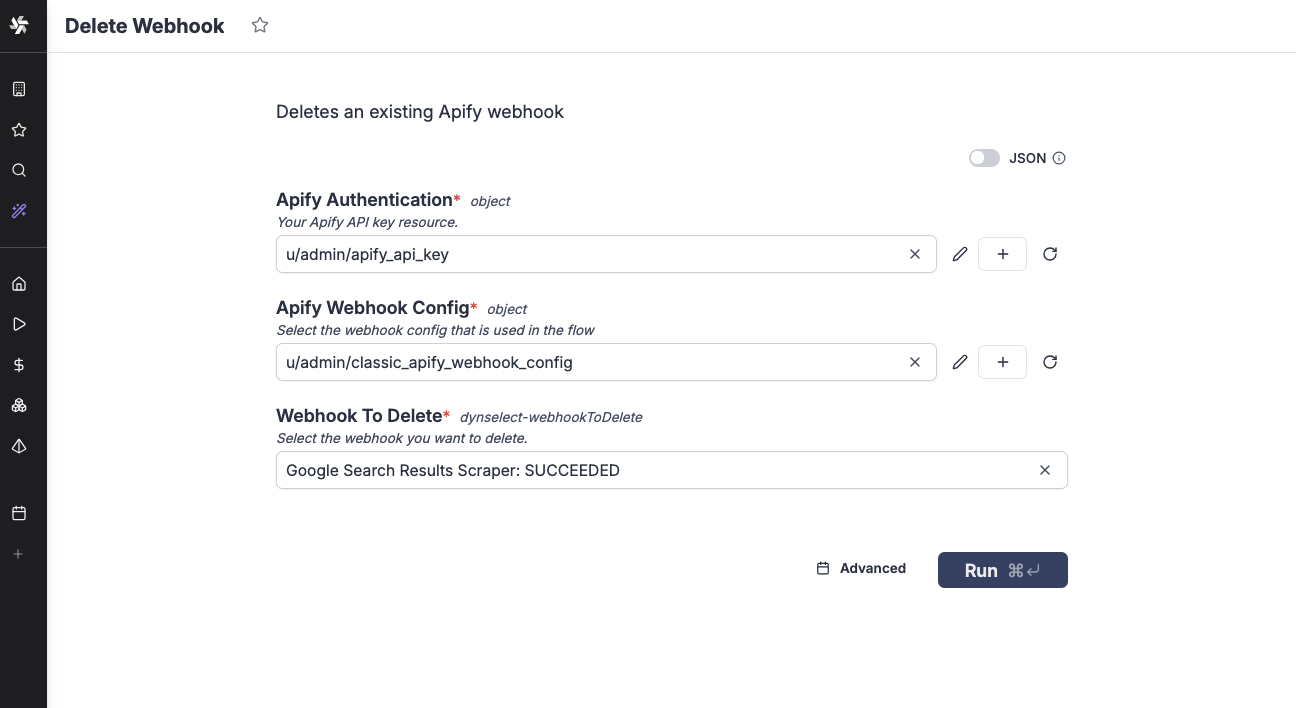 Delete Webhook
Deletes an existing Apify webhook
JSON
Apify Authentication* object
Your Apify API key resource.
u/admin/apify_api_key
Apify Webhook Config* object
Select the webhook config that is used in the flow
u/admin/classic_apify_webhook_config
Webhook To Delete* dynselect-webhookToDelete
Select the webhook you want to delete.
Google Search Results Scraper: SUCCEEDED
Advanced
Run ⌘↵